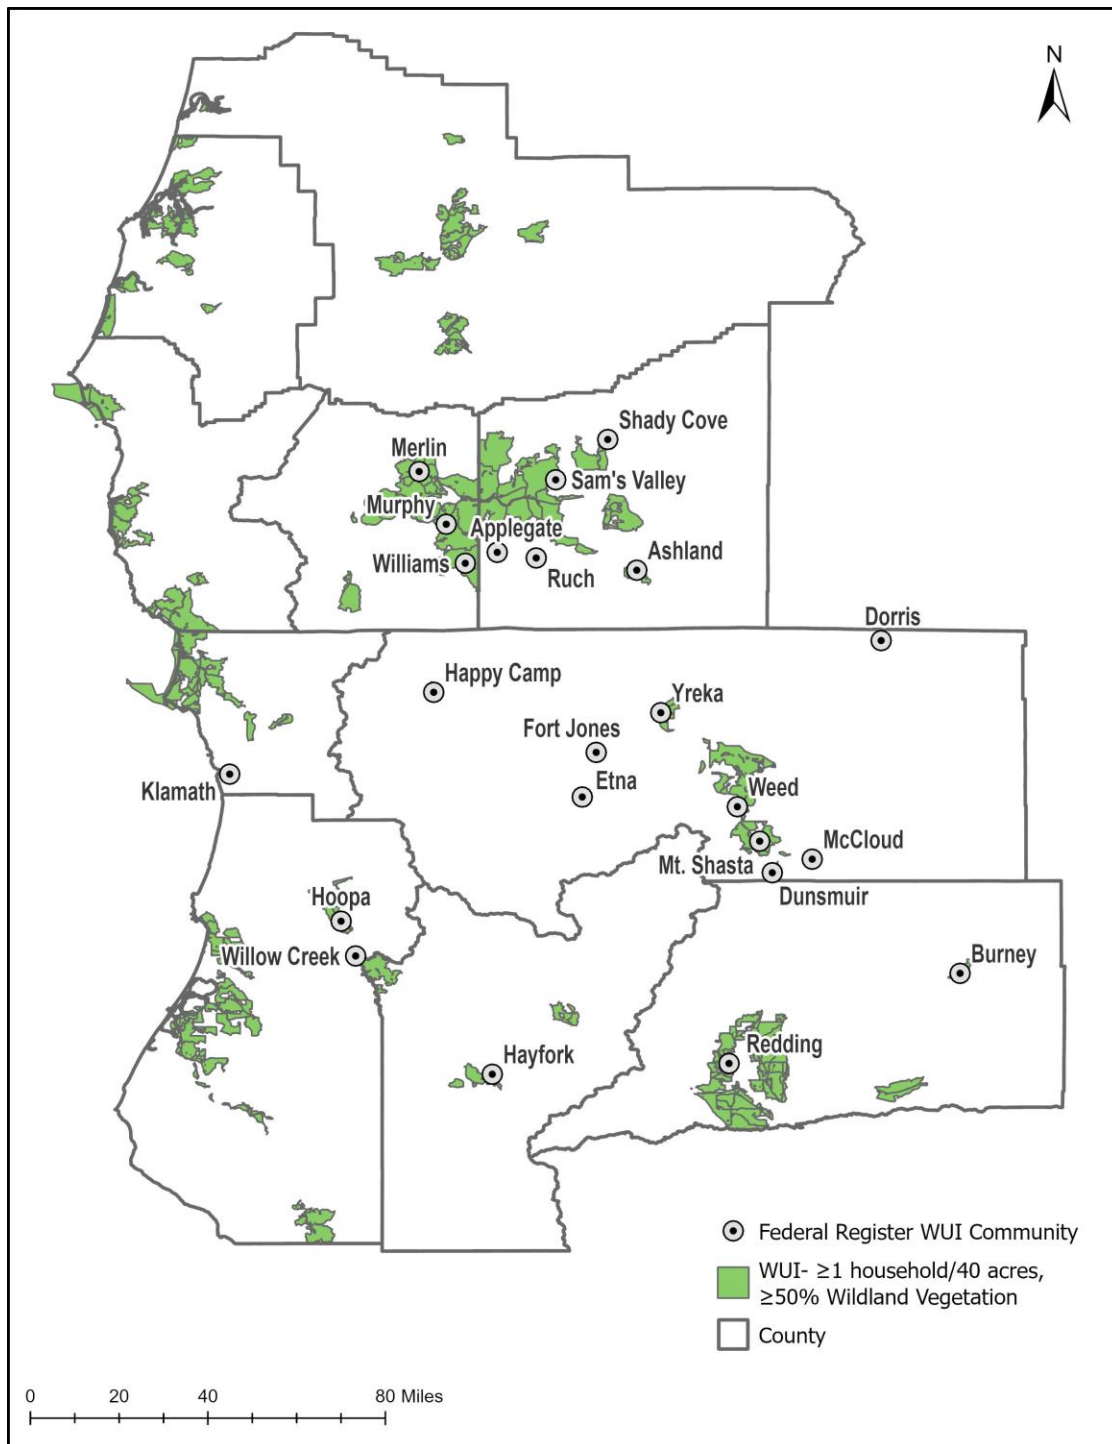 N
Shady Cove
Merlin
Sam's Valley
Murphy
Applegate
Williams
Ruch
Ashland
Dorris
Happy Camp
Yreka
Fort Jones
Klamath
Etna
Weed
McCloud
Mt. Shasta
Dunsmuir
Hoopa
Willow Creek
Burney
Redding
Hayfork
Federal Register WUI Community
WUI- ≥1 household/40 acres,
≥50% Wildland Vegetation
County
0 20 40 80 Miles